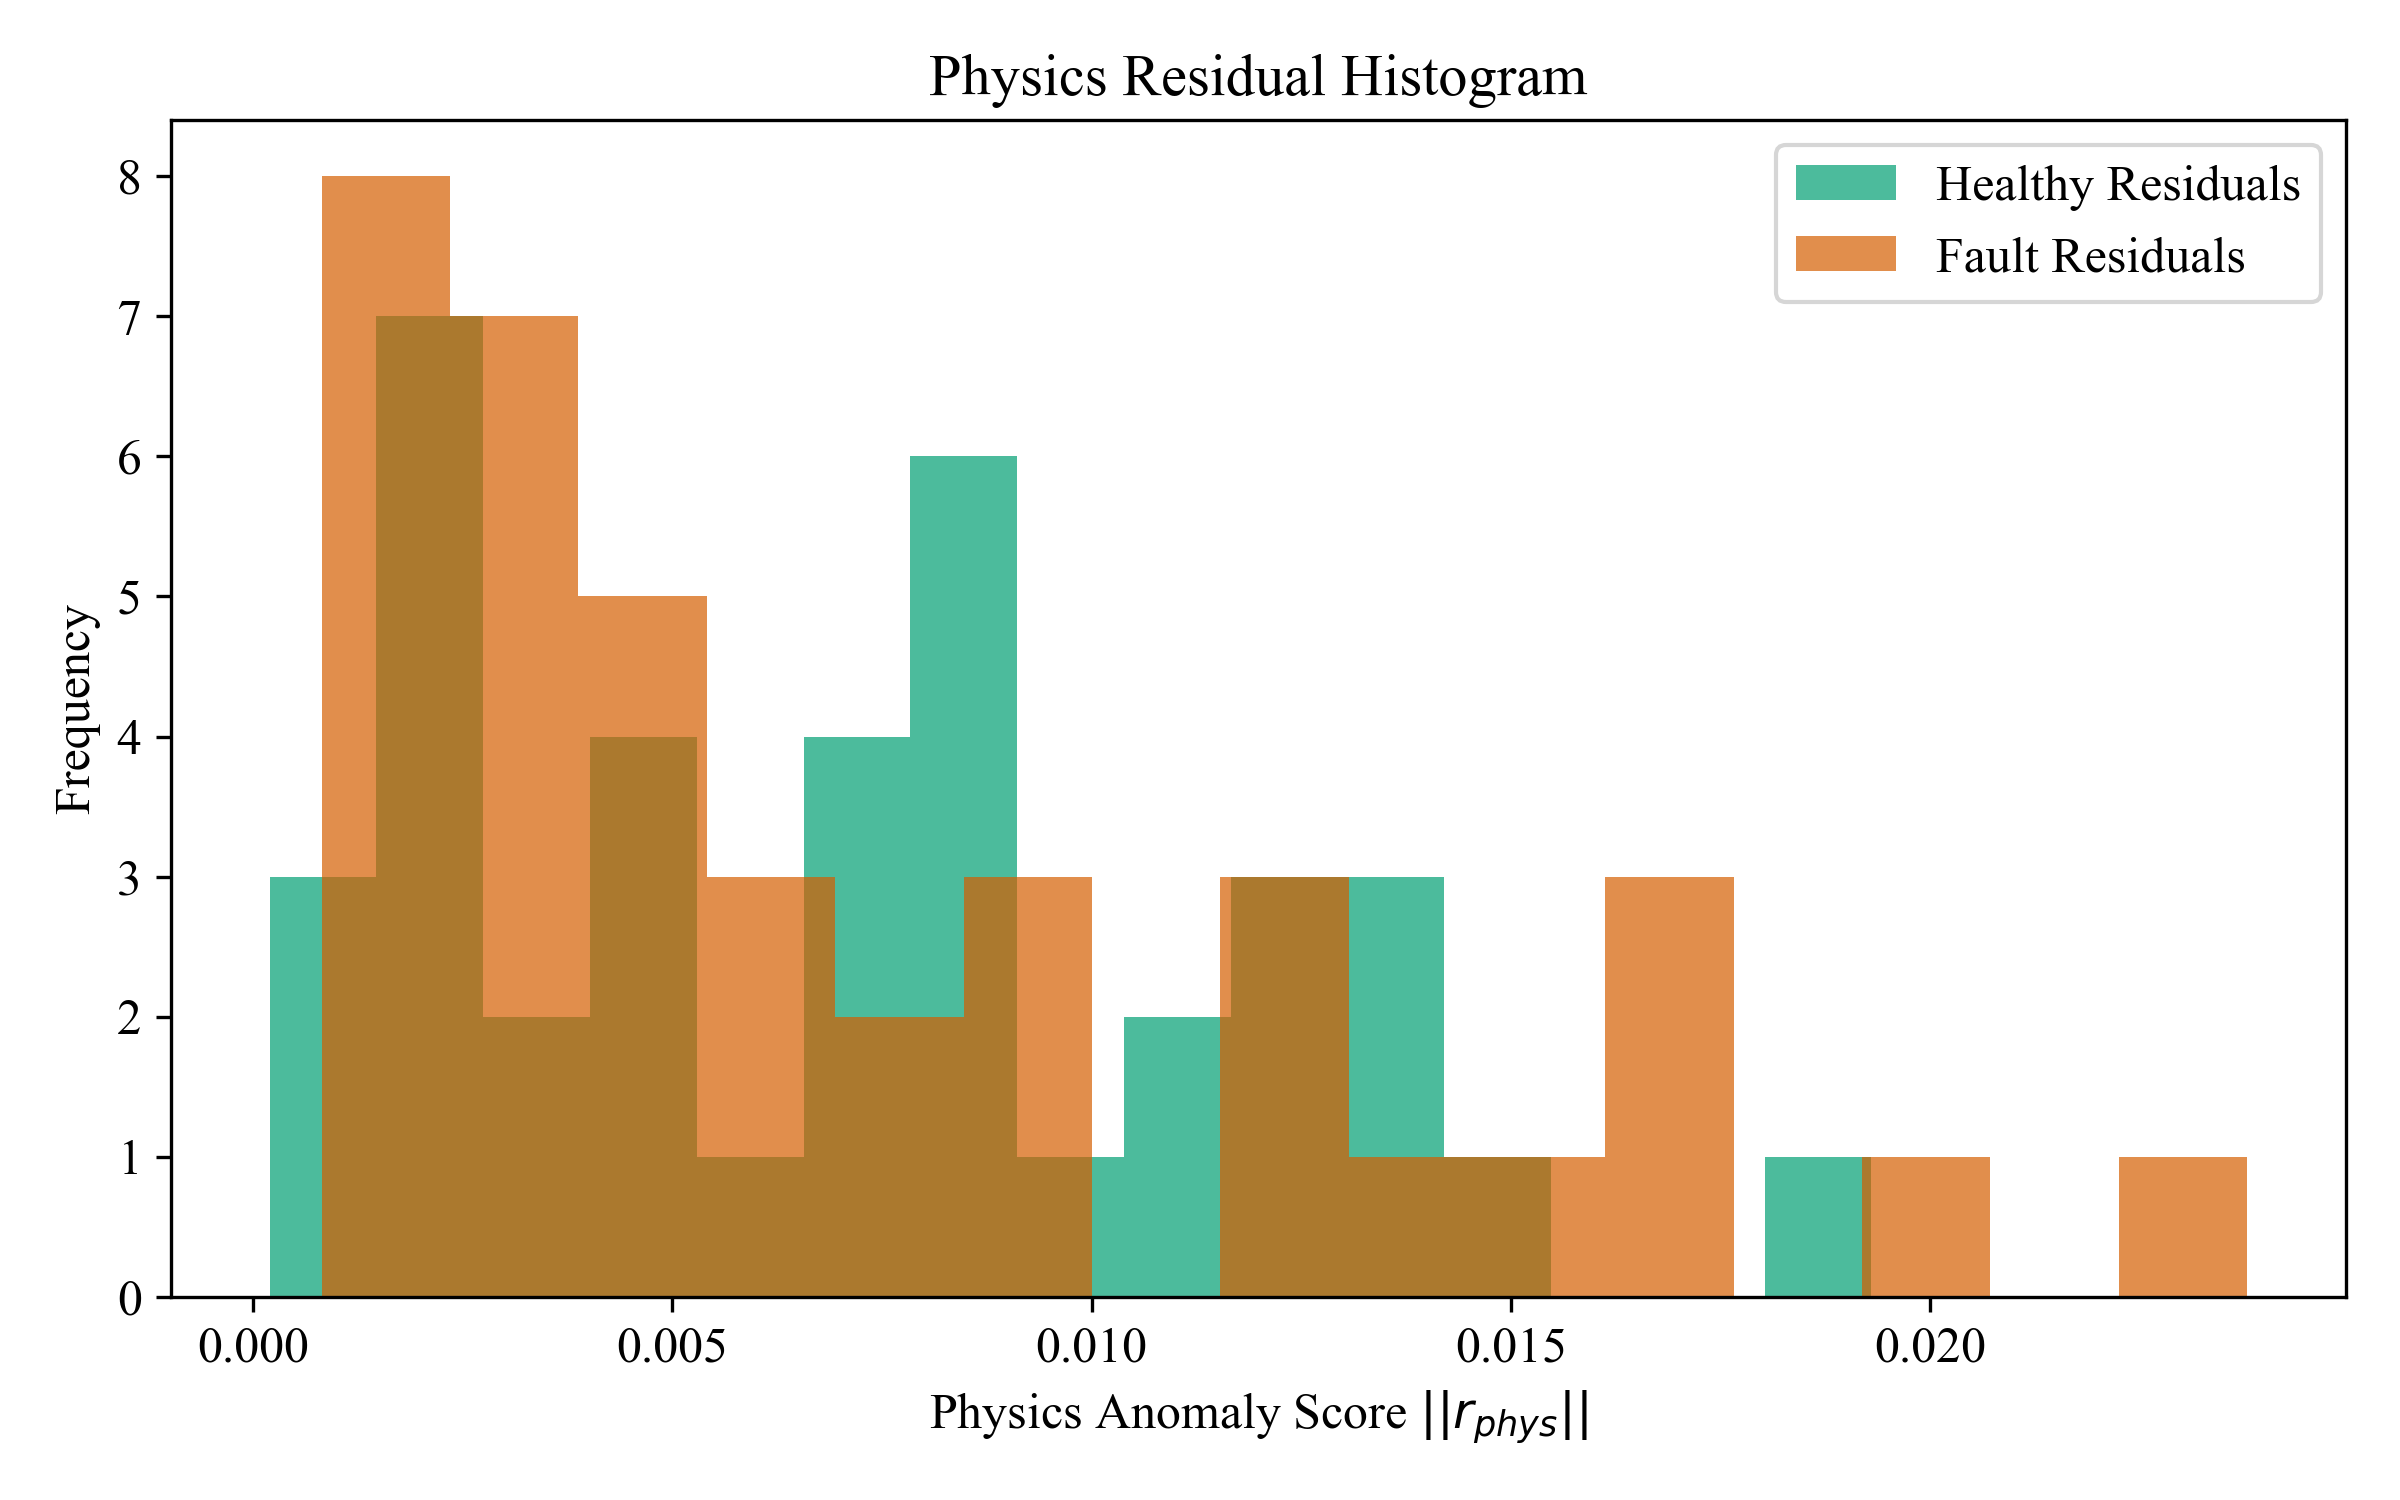 Physics Residual Histogram
Healthy Residuals
Fault Residuals
Frequency
8
7
6
5
4
3
2
1
0
0.000 0.005 0.010 0.015 0.020
Physics Anomaly Score ||r_phys||